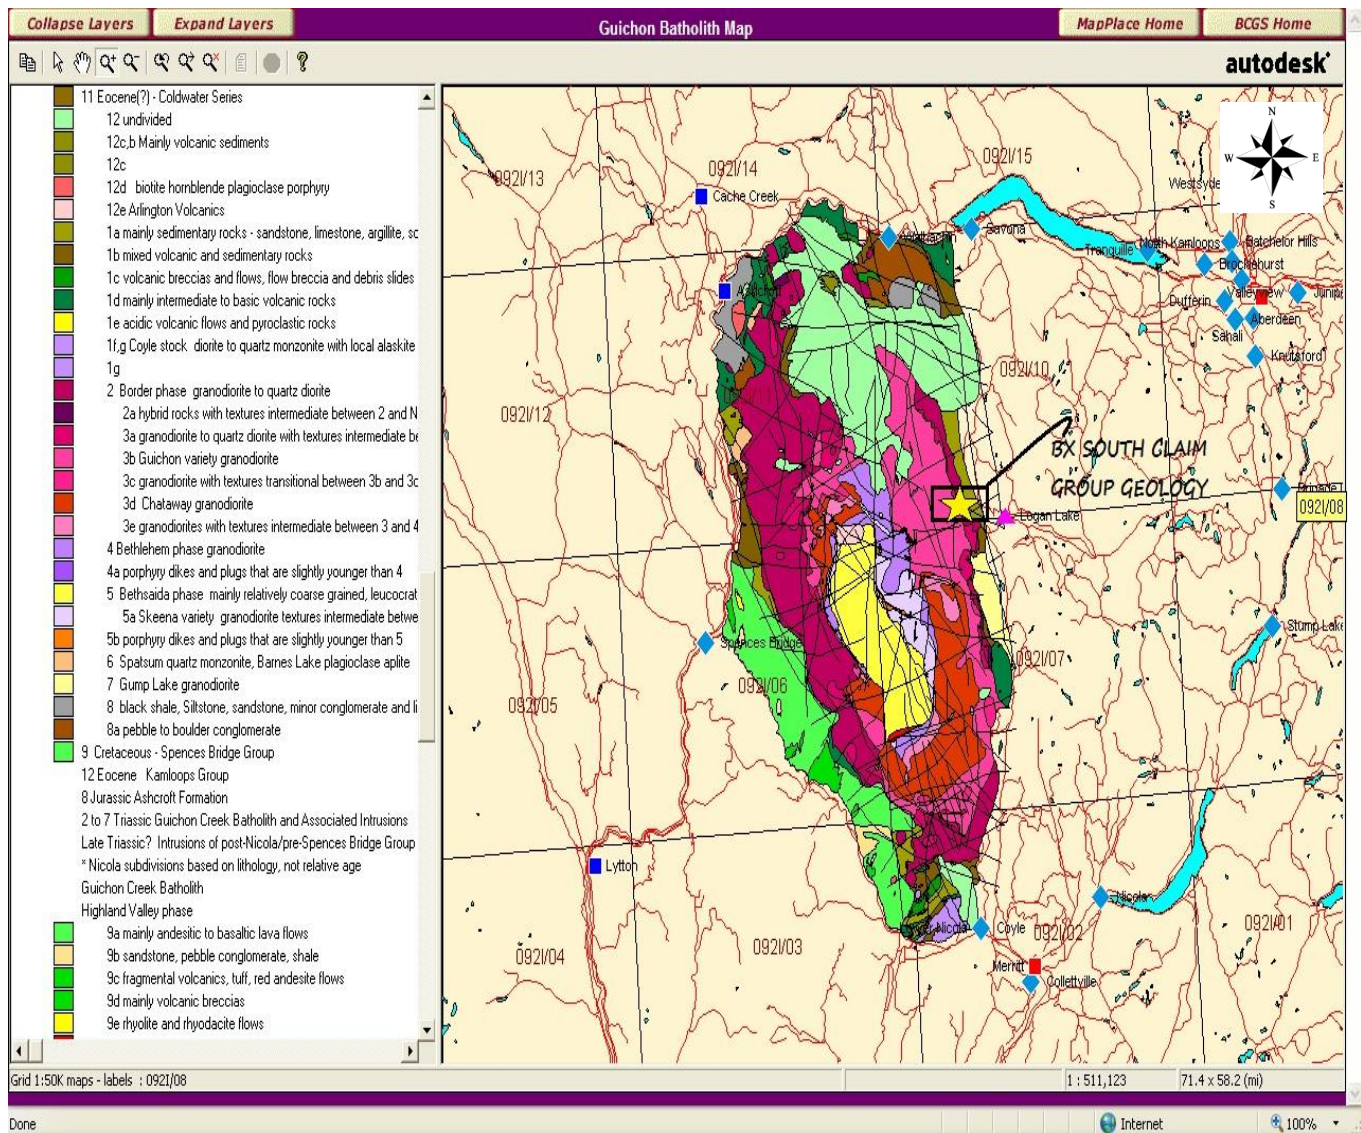 Collapse Layers
Expand Layers
Guichon Batholith Map
MapPlace Home
BCGS Home
autodesk
11 Eocene(?) - Coldwater Series
12 undivided
12c,b Mainly volcanic sediments
12c
12d biotite hornblende plagioclase porphyry
12e Arlington Volcanics
1a mainly sedimentary rocks - sandstone, limestone, argillite, sc
1b mixed volcanic and sedimentary rocks
1c volcanic breccias and flows, flow breccia and debris slides
1d mainly intermediate to basic volcanic rocks
1e acidic volcanic flows and pyroclastic rocks
1f,g Coyle stock diorite to quartz monzonite with local alaskite
1g
2 Border phase granodiorite to quartz diorite
2a hybrid rocks with textures intermediate between 2 and N
3a granodiorite to quartz diorite with textures intermediate be
3b Guichon variety granodiorite
3c granodiorite with textures transitional between 3b and 3c
3d Chataway granodiorite
3e granodiorites with textures intermediate between 3 and 4
4 Bethlehem phase granodiorite
4a porphyry dikes and plugs that are slightly younger than 4
5 Bethsaida phase mainly relatively coarse grained, leucocrat
5a Skeena variety granodiorite textures intermediate betwe
5b porphyry dikes and plugs that are slightly younger than 5
6 Spatsum quartz monzonite, Barnes Lake plagioclase aplite
7 Gump Lake granodiorite
8 black shale, Siltstone, sandstone, minor conglomerate and li
8a pebble to boulder conglomerate
9 Cretaceous - Spences Bridge Group
12 Eocene Kamloops Group
8 Jurassic Ashcroft Formation
2 to 7 Triassic Guichon Creek Batholith and Associated Intrusions
Late Triassic? Intrusions of post-Nicola/pre-Spences Bridge Group
* Nicola subdivisions based on lithology, not relative age
Guichon Creek Batholith
Highland Valley phase
9a mainly andesitic to basaltic lava flows
9b sandstone, pebble conglomerate, shale
9c fragmental volcanics, tuff, red andesite flows
9d mainly volcanic breccias
9e rhyolite and rhyodacite flows
N
W
E
S
092I/13
092I/14
092I/15
Westsyde
Cache Creek
Savona
Tranquille
North Kamloops
Batchelor Hills
Brocklehurst
Ashcroft
Dufferin
Valleyview
Juniper
Aberdeen
Sahali
Knutsford
092I/10
092I/12
BX SOUTH CLAIM
GROUP GEOLOGY
092I/08
Logan Lake
Stump Lake
Spences Bridge
092I/07
092I/06
092I/05
Lytton
Nicola
092I/01
Lower Nicola
Coyle
092I/02
092I/03
092I/04
Merritt
Collettville
Grid 1:50K maps - labels : 092I/08
1 : 511,123
71.4 x 58.2 (mi)
Done
Internet
100%